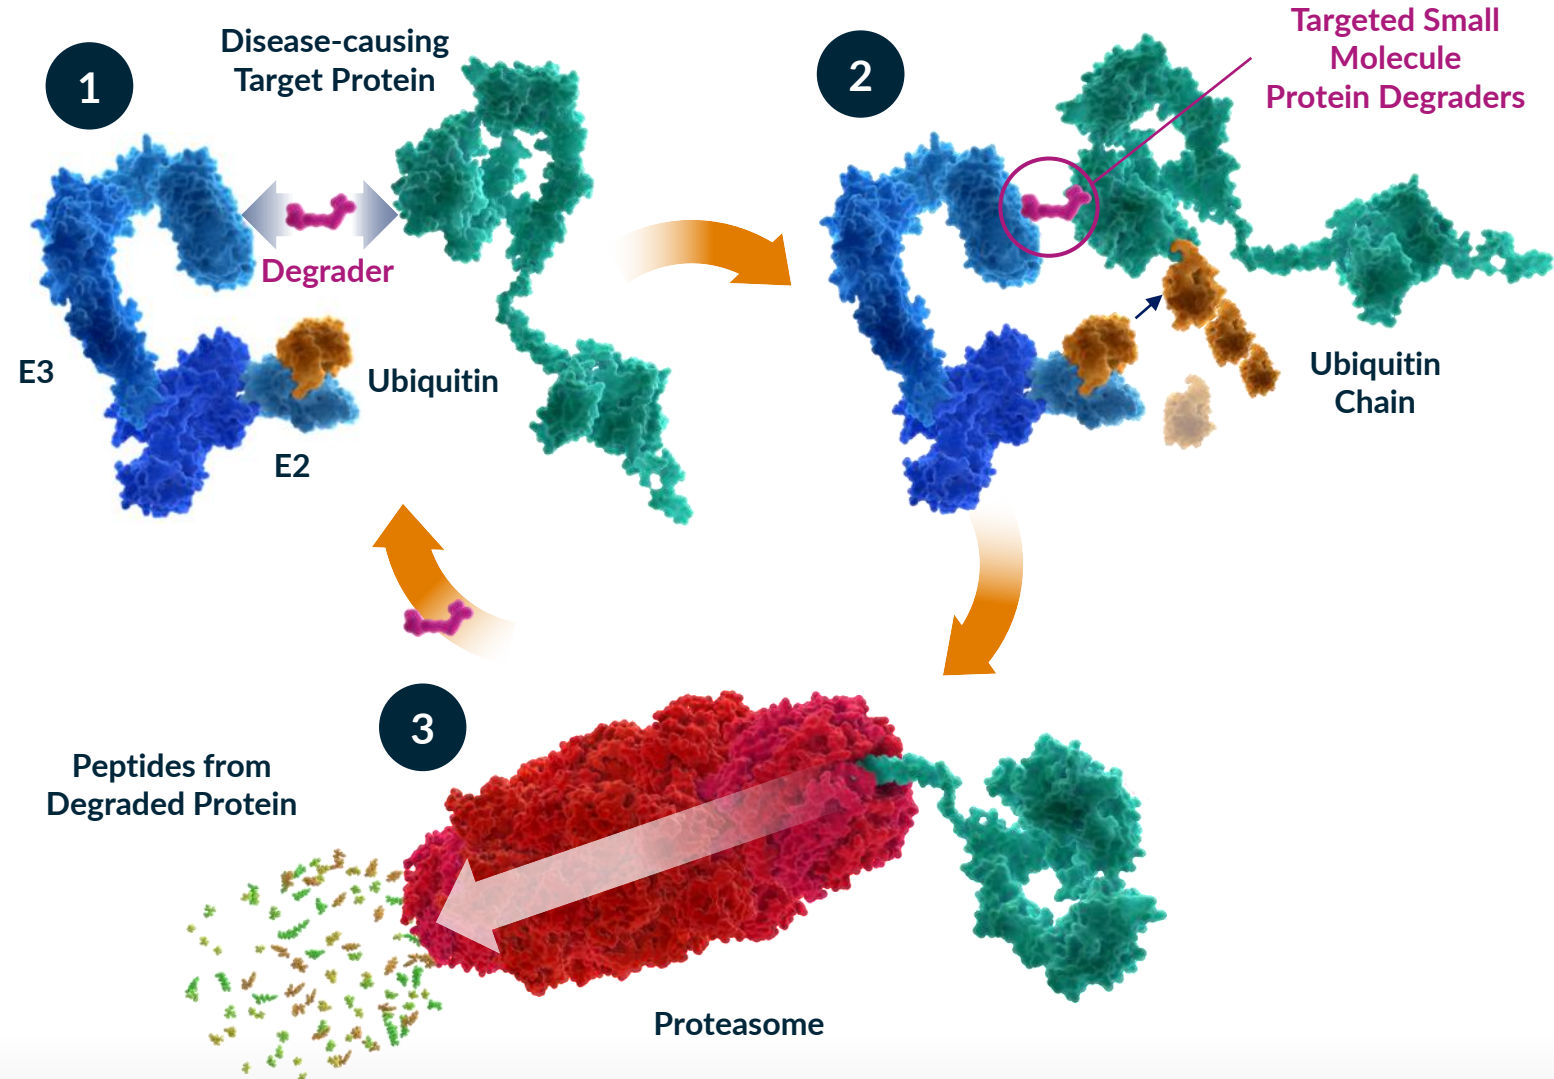 1
Disease-causing
Target Protein
Degrader
E3
Ubiquitin
E2
2
Targeted Small
Molecule
Protein Degraders
Ubiquitin
Chain
3
Peptides from
Degraded Protein
Proteasome